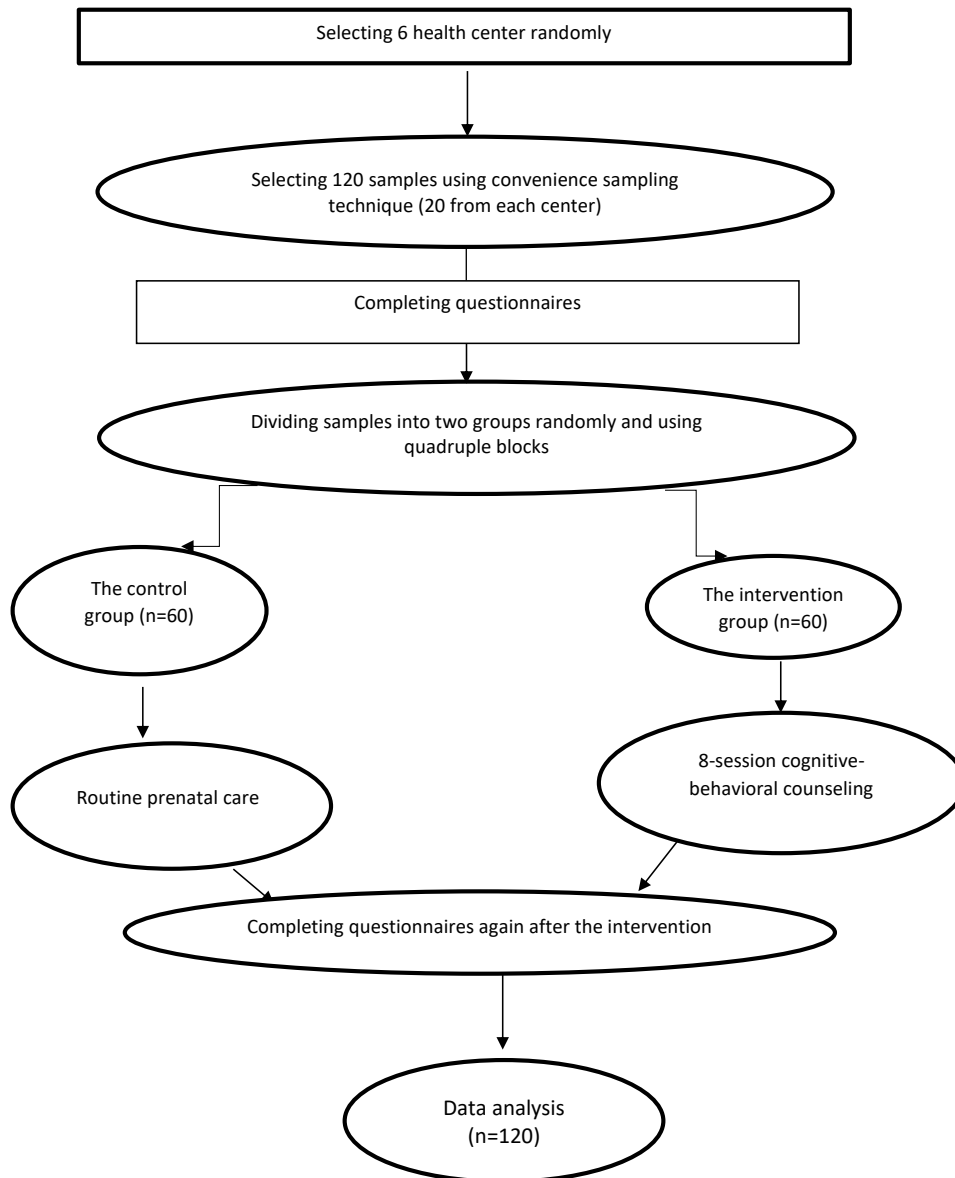 Selecting 6 health center randomly
Selecting 120 samples using convenience sampling
technique (20 from each center)
Completing questionnaires
Dividing samples into two groups randomly and using
quadruple blocks
The control
group (n=60)
The intervention
group (n=60)
Routine prenatal care
8-session cognitive-
behavioral counseling
Completing questionnaires again after the intervention
Data analysis
(n=120)